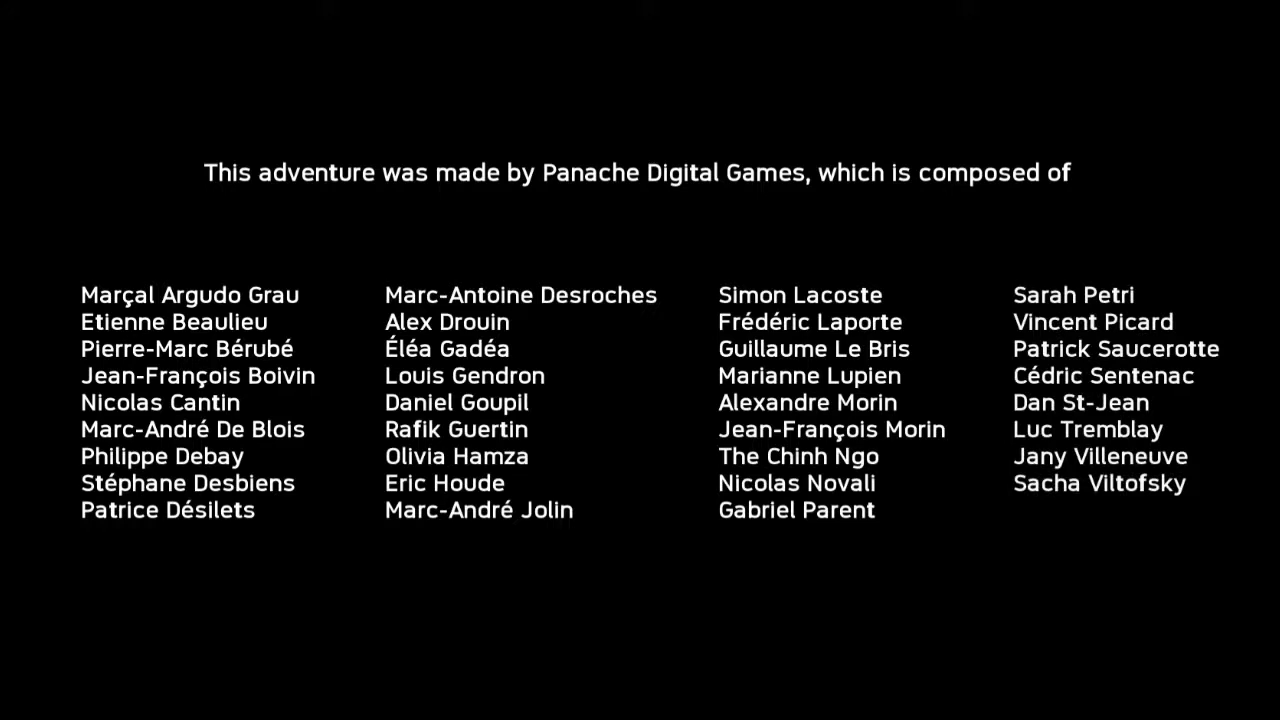 This adventure was made by Panache Digital Games, which is composed of
Marçal Argudo Grau
Etienne Beaulieu
Pierre-Marc Bérubé
Jean-François Boivin
Nicolas Cantin
Marc-André De Blois
Philippe Debay
Stéphane Desbiens
Patrice Désilets
Marc-Antoine Desroches
Alex Drouin
Éléa Gadéa
Louis Gendron
Daniel Goupil
Rafik Guertin
Olivia Hamza
Eric Houde
Marc-André Jolin
Simon Lacoste
Frédéric Laporte
Guillaume Le Bris
Marianne Lupien
Alexandre Morin
Jean-François Morin
The Chinh Ngo
Nicolas Novali
Gabriel Parent
Sarah Petri
Vincent Picard
Patrick Saucerotte
Cédric Sentenac
Dan St-Jean
Luc Tremblay
Jany Villeneuve
Sacha Viltofsky